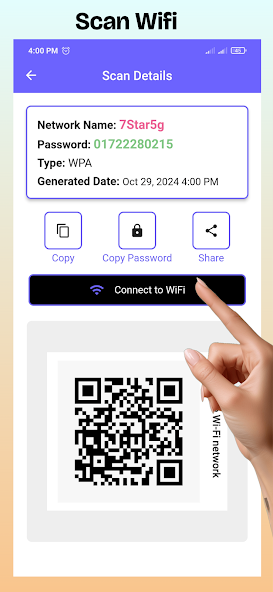 Scan Wifi
4:00 PM
Scan Details
Network Name: 7Star5g
Password: 01722280215
Type: WPA
Generated Date: Oct 29, 2024 4:00 PM
Copy
Copy Password
Share
Connect to WiFi
Wi-Fi network